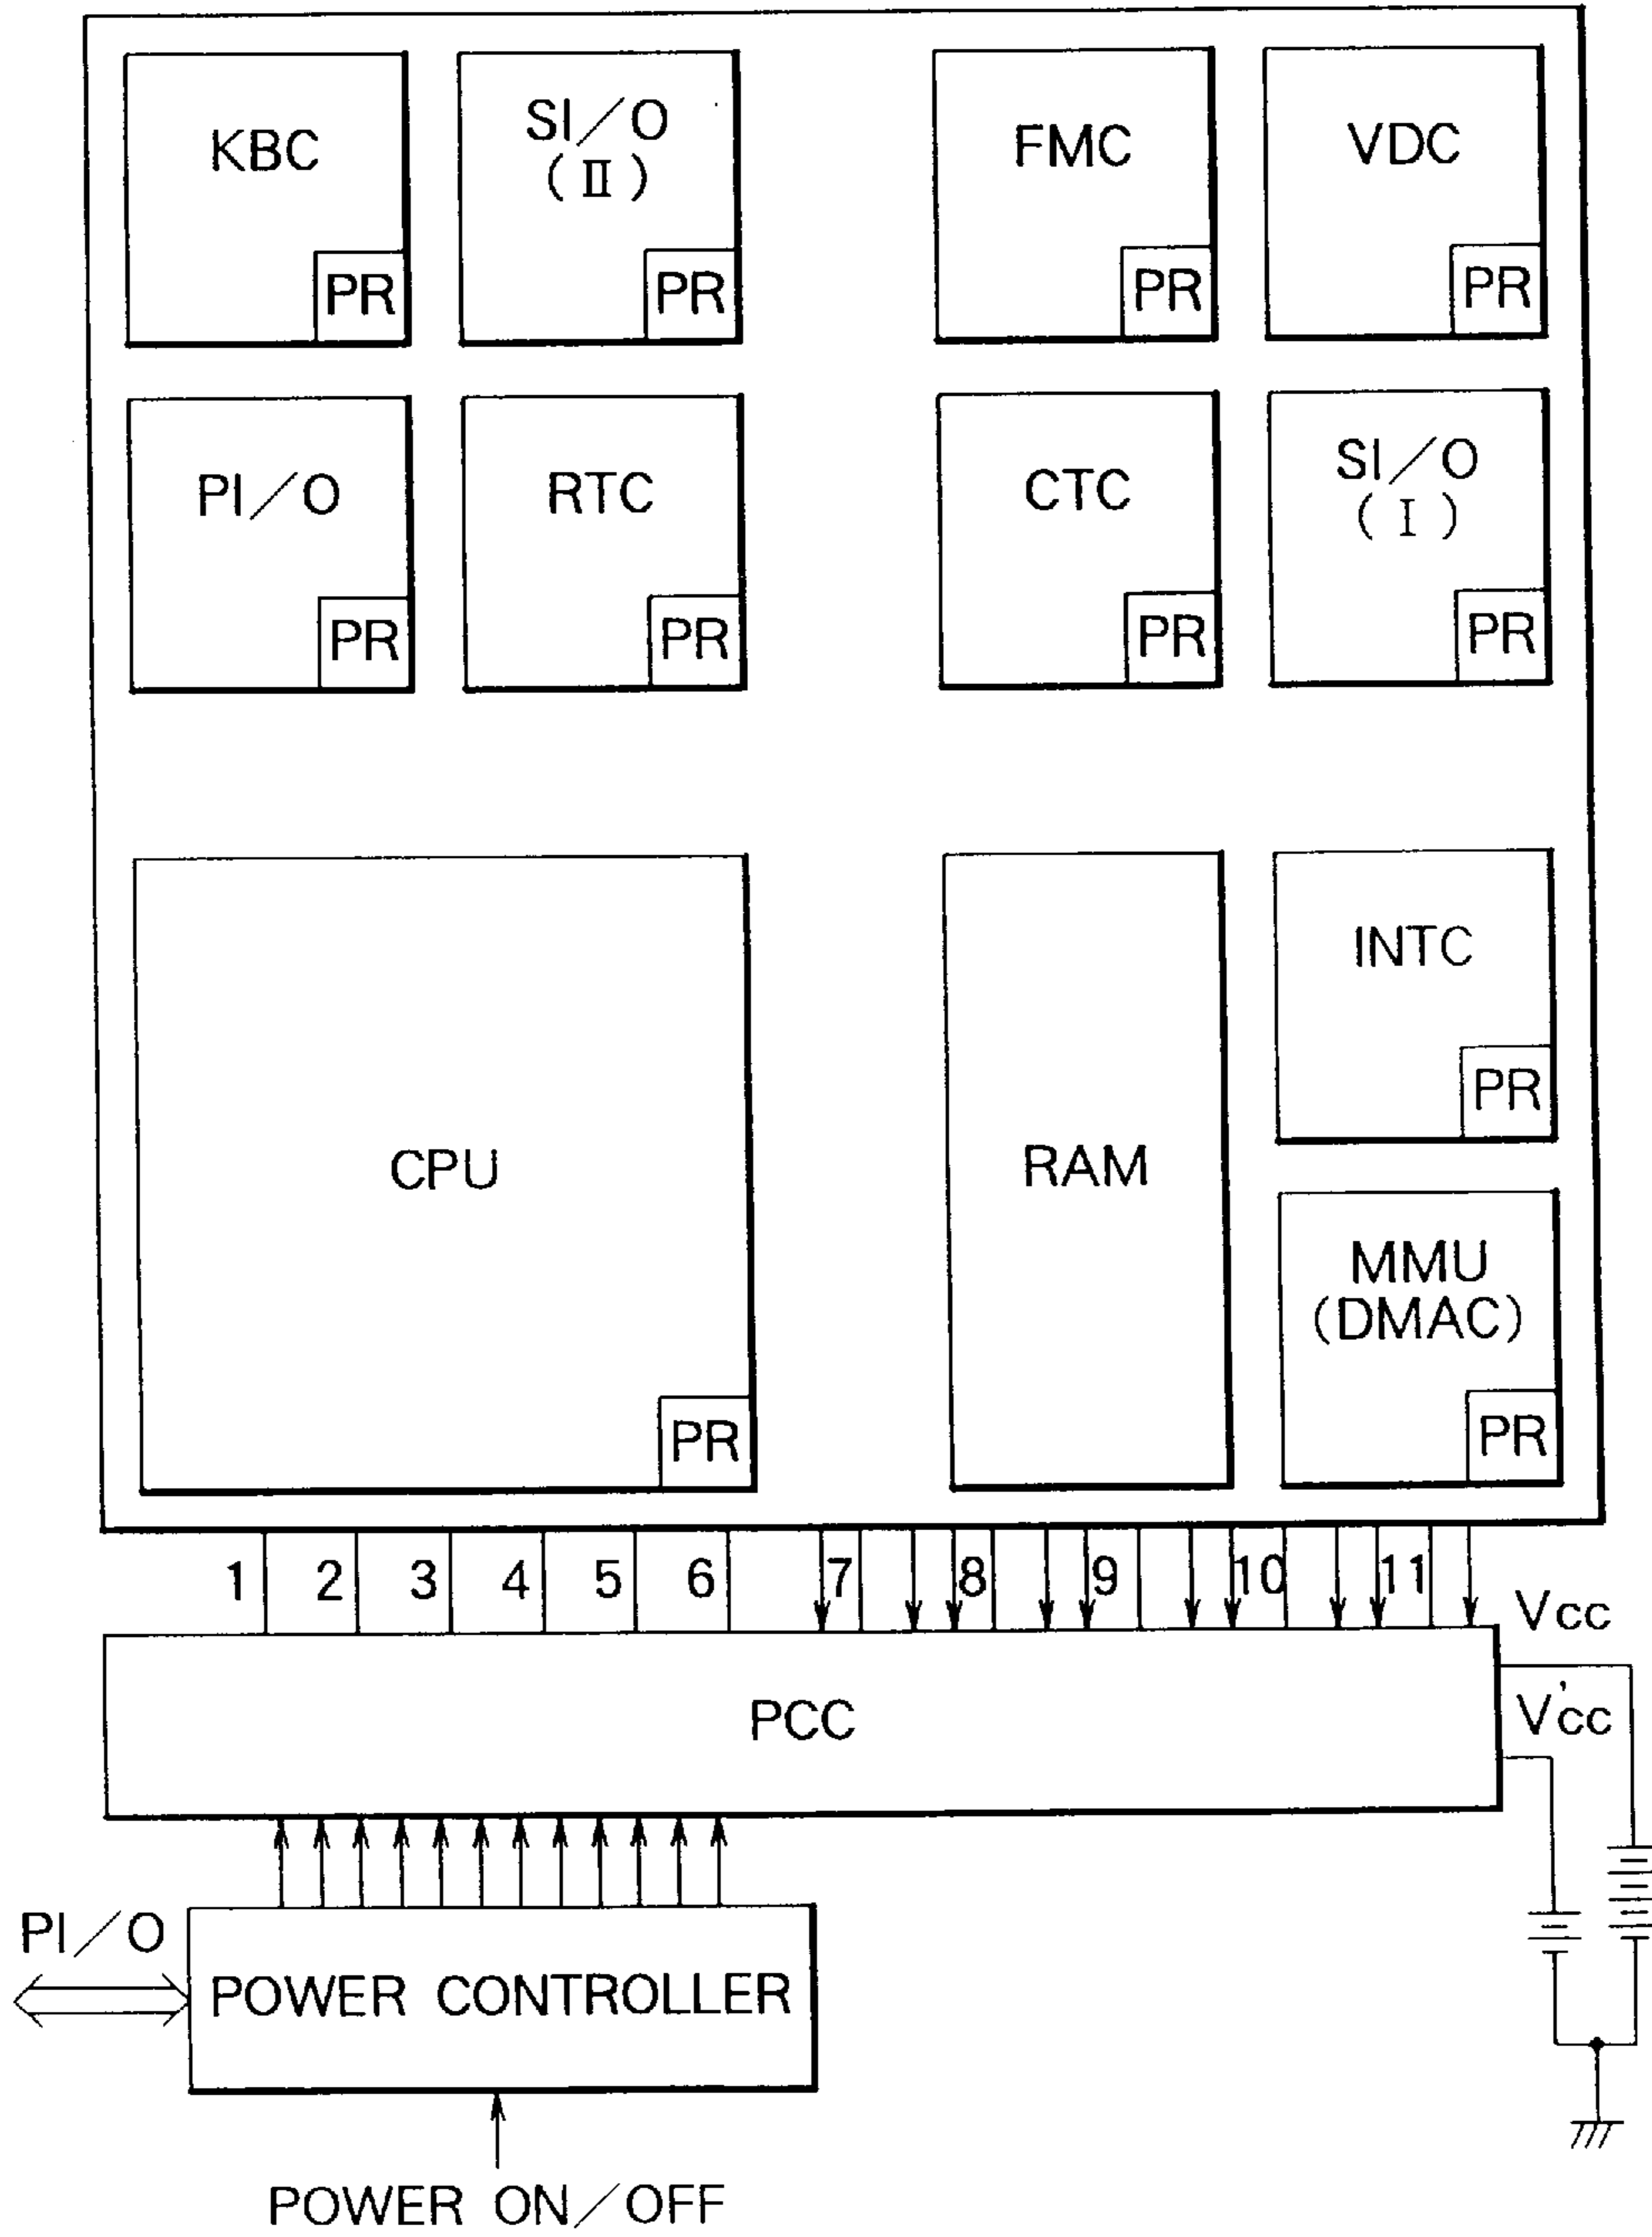 KBC
SI/O
(II)
FMC
VDC
PR
PR
PR
PR
PI/O
RTC
CTC
SI/O
(I)
PR
PR
PR
PR
CPU
RAM
INTC
PR
MMU
(DMAC)
PR
PR
1 2 3 4 5 6 7 8 9 10 11
Vcc
PCC
V'cc
PI/O
POWER CONTROLLER
POWER ON/OFF